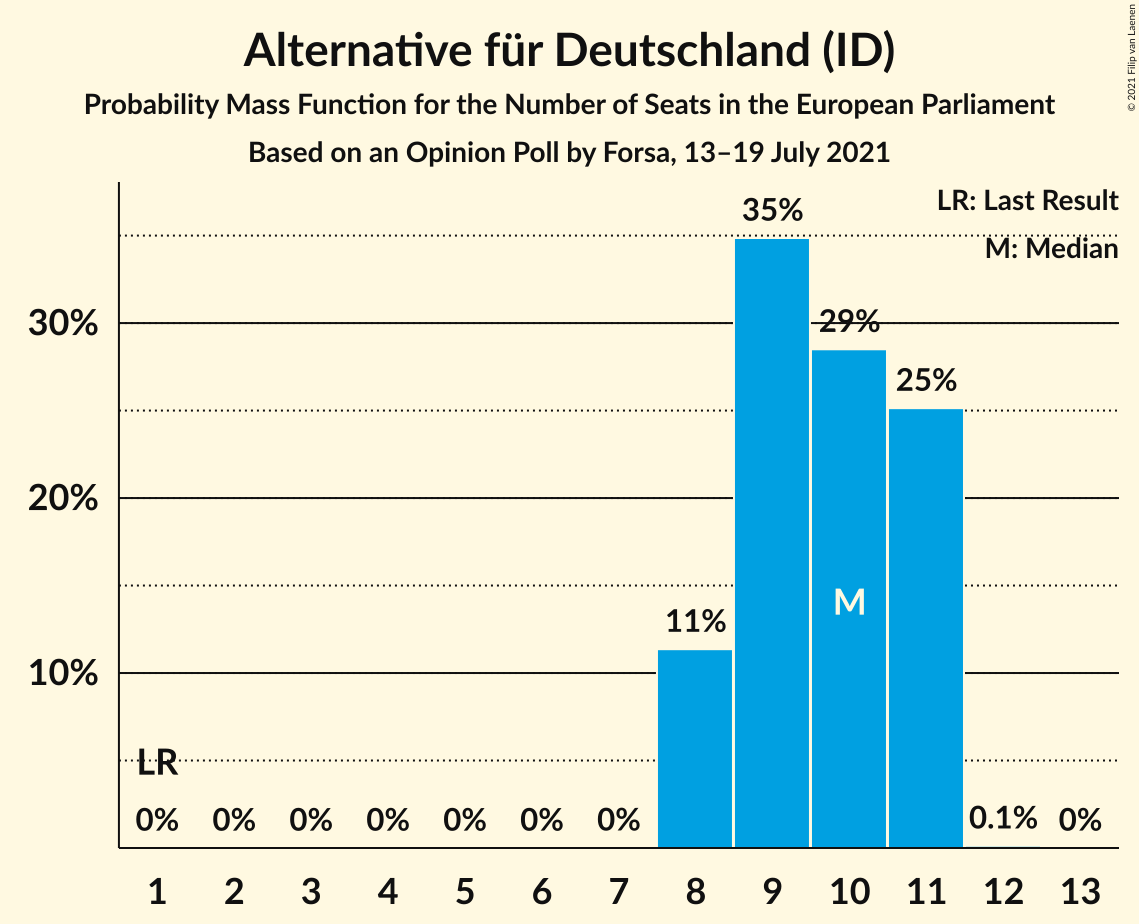 Alternative für Deutschland (ID)
Probability Mass Function for the Number of Seats in the European Parliament
Based on an Opinion Poll by Forsa, 13–19 July 2021
© 2021 Filip van Laenen
LR: Last Result
M: Median
35%
30%
29%
25%
20%
M
11%
10%
LR
0% 0% 0% 0% 0% 0% 0% 0.1% 0%
1 2 3 4 5 6 7 8 9 10 11 12 13